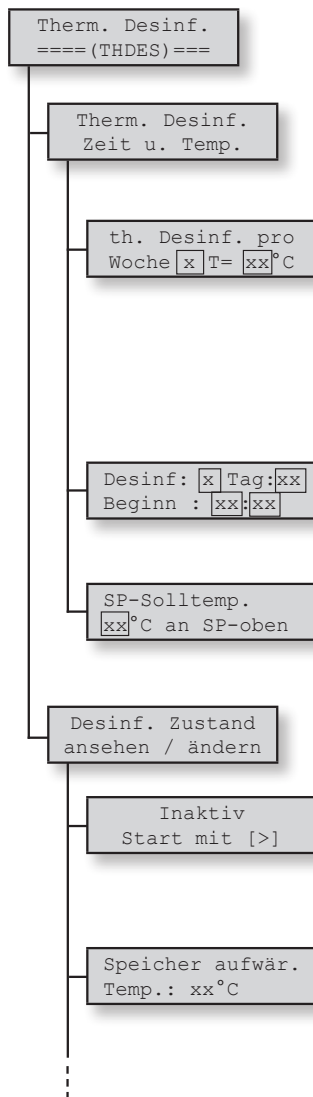 Therm. Desinf.
====(THDES)===
Therm. Desinf.
Zeit u. Temp.
th. Desinf. pro
Woche x T= xx°C
Desinf: x Tag:xx
Beginn : xx:xx
SP-Solltemp.
xx°C an SP-oben
Desinf. Zustand
ansehen / ändern
Inaktiv
Start mit [>]
Speicher aufwär.
Temp.: xx°C